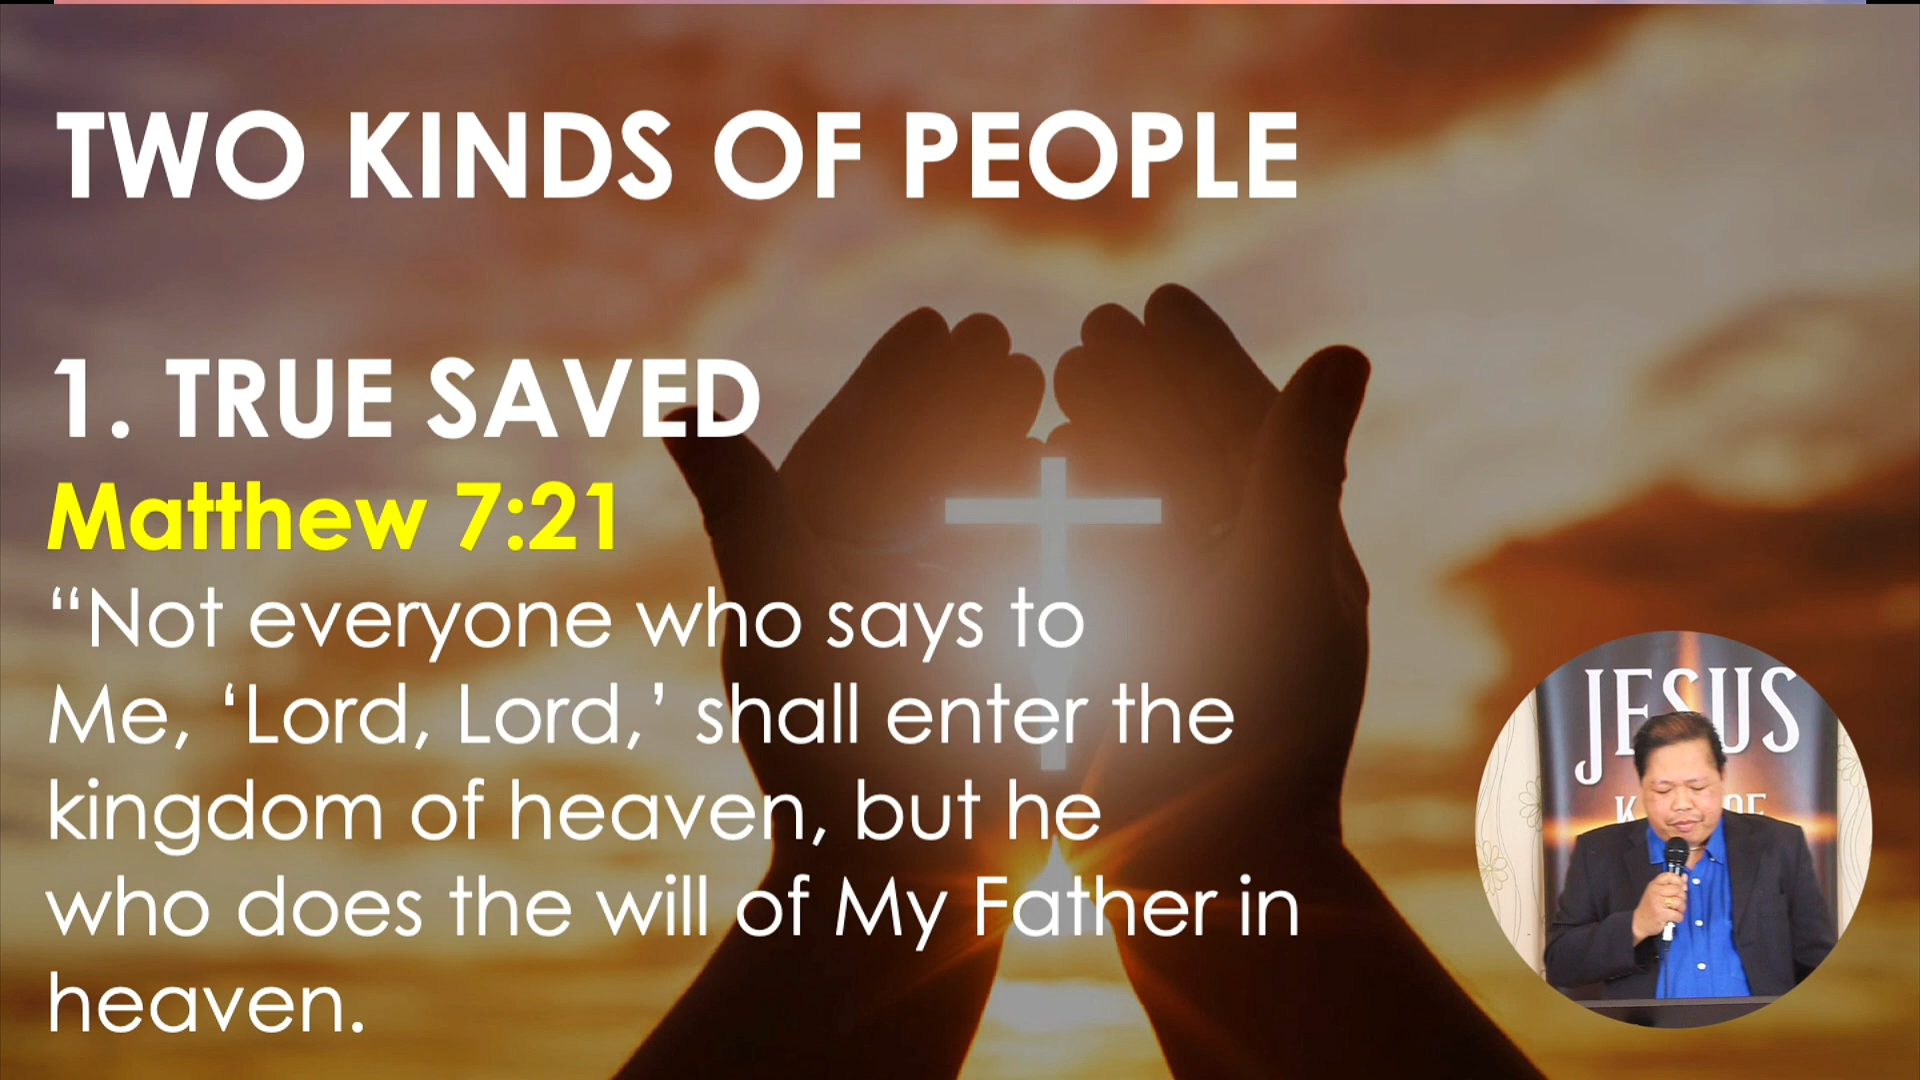 TWO KINDS OF PEOPLE
1. TRUE SAVED
Matthew 7:21
“Not everyone who says to
Me, ‘Lord, Lord,’ shall enter the
kingdom of heaven, but he
who does the will of My Father in
heaven.
JESUS